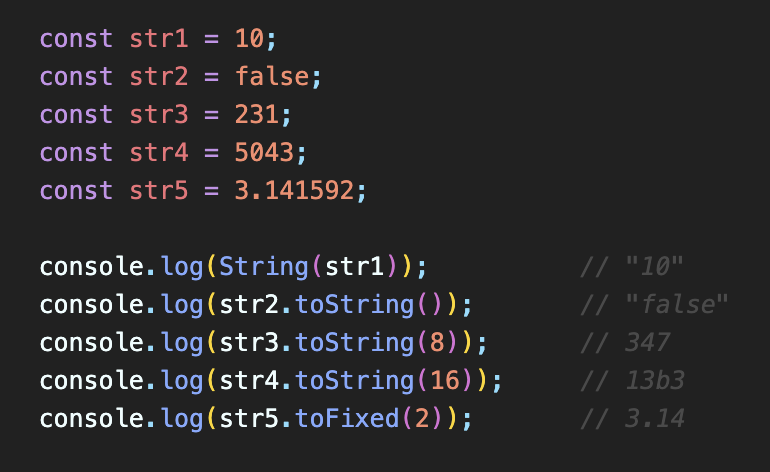 const str1 = 10;
const str2 = false;
const str3 = 231;
const str4 = 5043;
const str5 = 3.141592;
console.log(String(str1)); // "10"
console.log(str2.toString()); // "false"
console.log(str3.toString(8)); // 347
console.log(str4.toString(16)); // 13b3
console.log(str5.toFixed(2)); // 3.14